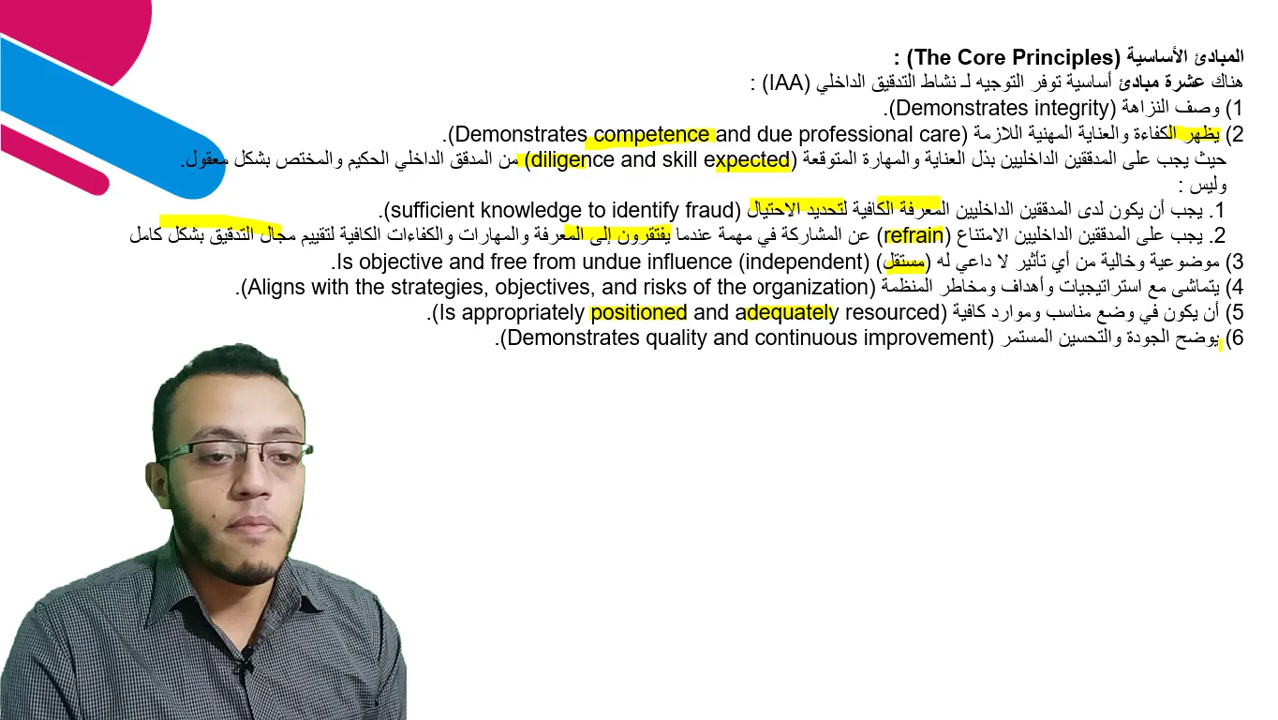 المبادئ الأساسية (The Core Principles) :
هناك عشرة مبادئ أساسية توفر التوجيه لـ نشاط التدقيق الداخلي (IAA) :
1) وصف النزاهة (Demonstrates integrity).
2) يظهر الكفاءة والعناية المهنية اللازمة (Demonstrates competence and due professional care).
حيث يجب على المدققين الداخليين بذل العناية والمهارة المتوقعة (diligence and skill expected) من المدقق الداخلي الحكيم والمختص بشكل معقول.
وليس :
1. يجب أن يكون لدى المدققين الداخليين المعرفة الكافية لتحديد الاحتيال (sufficient knowledge to identify fraud).
2. يجب على المدققين الداخليين الامتناع (refrain) عن المشاركة في مهمة عندما يفتقرون إلى المعرفة والمهارات والكفاءات الكافية لتقييم مجال التدقيق بشكل كامل
3) موضوعية وخالية من أي تأثير لا داعي له (مستقل) (Is objective and free from undue influence (independent.
4) يتماشى مع استراتيجيات وأهداف ومخاطر المنظمة (Aligns with the strategies, objectives, and risks of the organization).
5) أن يكون في وضع مناسب وموارد كافية (Is appropriately positioned and adequately resourced).
6) يوضح الجودة والتحسين المستمر (Demonstrates quality and continuous improvement).